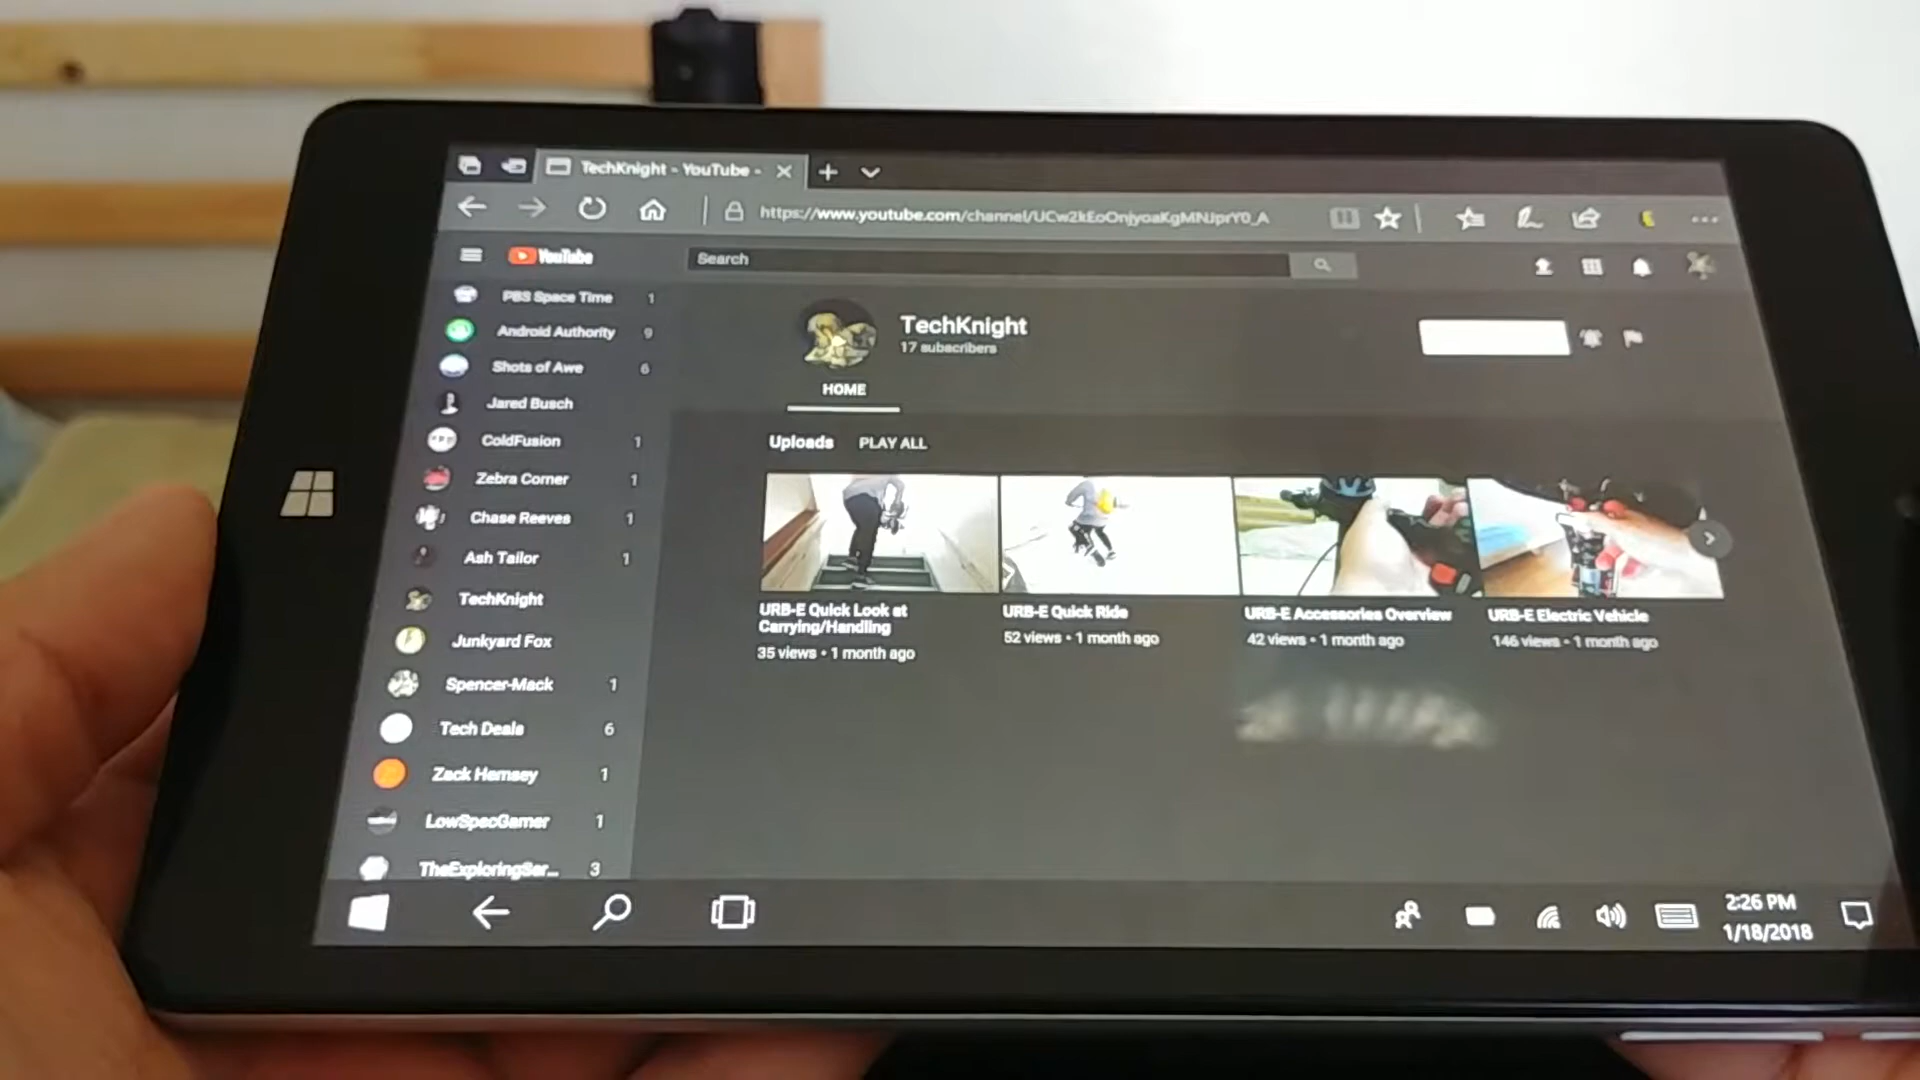 TechKnight - YouTube -
https://www.youtube.com/channel/UCw2kEoOnjyoaKgMNJprY0_A
YouTube
Search
PBS Space Time 1
Android Authority 9
Shots of Awe 6
Jared Busch
ColdFusion 1
Zebra Corner 1
Chase Reeves 1
Ash Tailor 1
TechKnight
Junkyard Fox
Spencer-Mack 1
Tech Deals 6
Zack Hemsey 1
LowSpecGamer 1
TheExploringSer... 3
TechKnight
17 subscribers
HOME
Uploads PLAY ALL
URB-E Quick Look at
Carrying/Handling
35 views • 1 month ago
URB-E Quick Ride
52 views • 1 month ago
URB-E Accessories Overview
42 views • 1 month ago
URB-E Electric Vehicle
146 views • 1 month ago
2:26 PM
1/18/2018